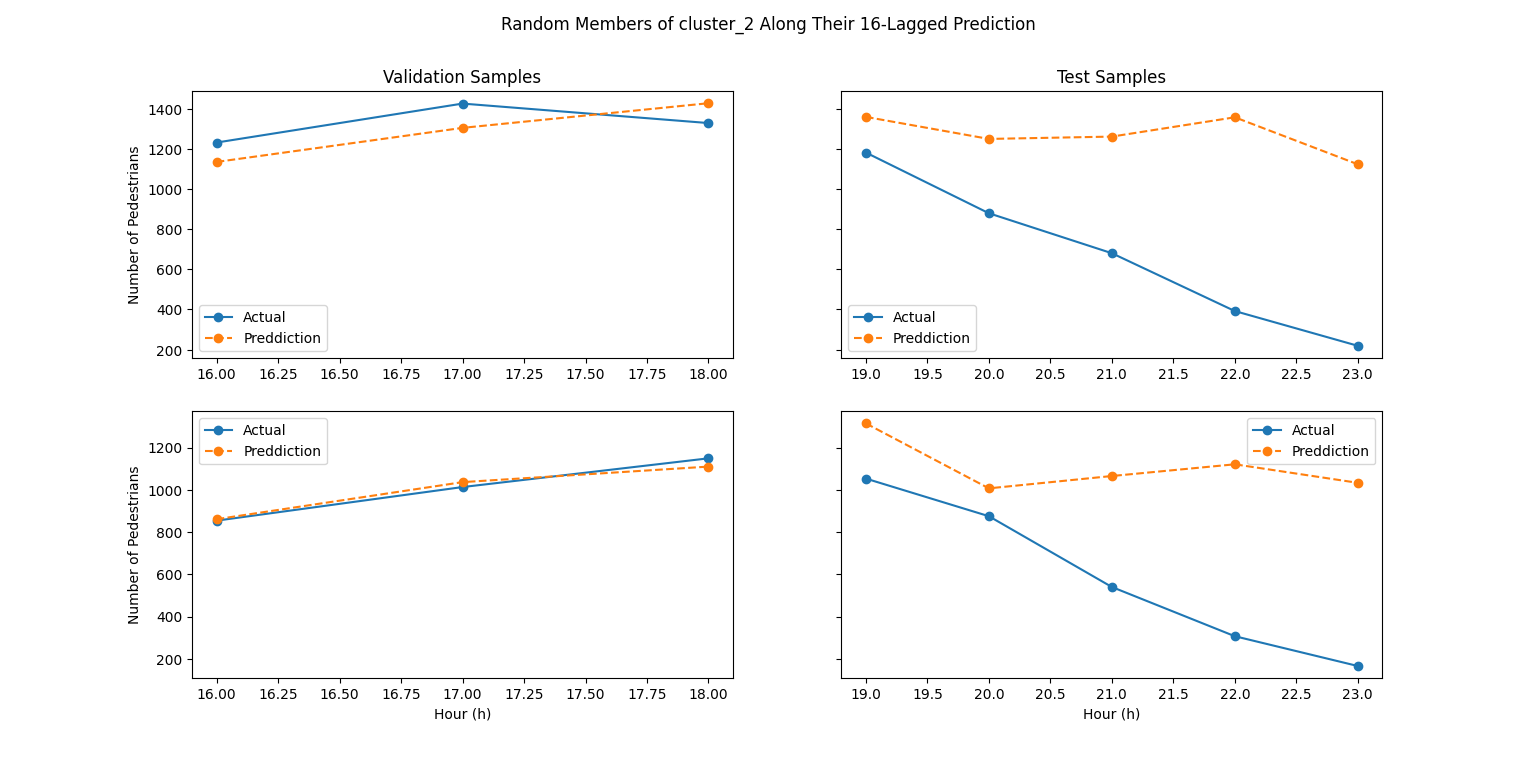 Random Members of cluster_2 Along Their 16-Lagged Prediction
Validation Samples
Number of Pedestrians
1400
1200
1000
800
600
400
200
Actual
Preddiction
16.00 16.25 16.50 16.75 17.00 17.25 17.50 17.75 18.00
Test Samples
Actual
Preddiction
19.0 19.5 20.0 20.5 21.0 21.5 22.0 22.5 23.0
Number of Pedestrians
1200
1000
800
600
400
200
Actual
Preddiction
16.00 16.25 16.50 16.75 17.00 17.25 17.50 17.75 18.00
Hour (h)
Actual
Preddiction
19.0 19.5 20.0 20.5 21.0 21.5 22.0 22.5 23.0
Hour (h)